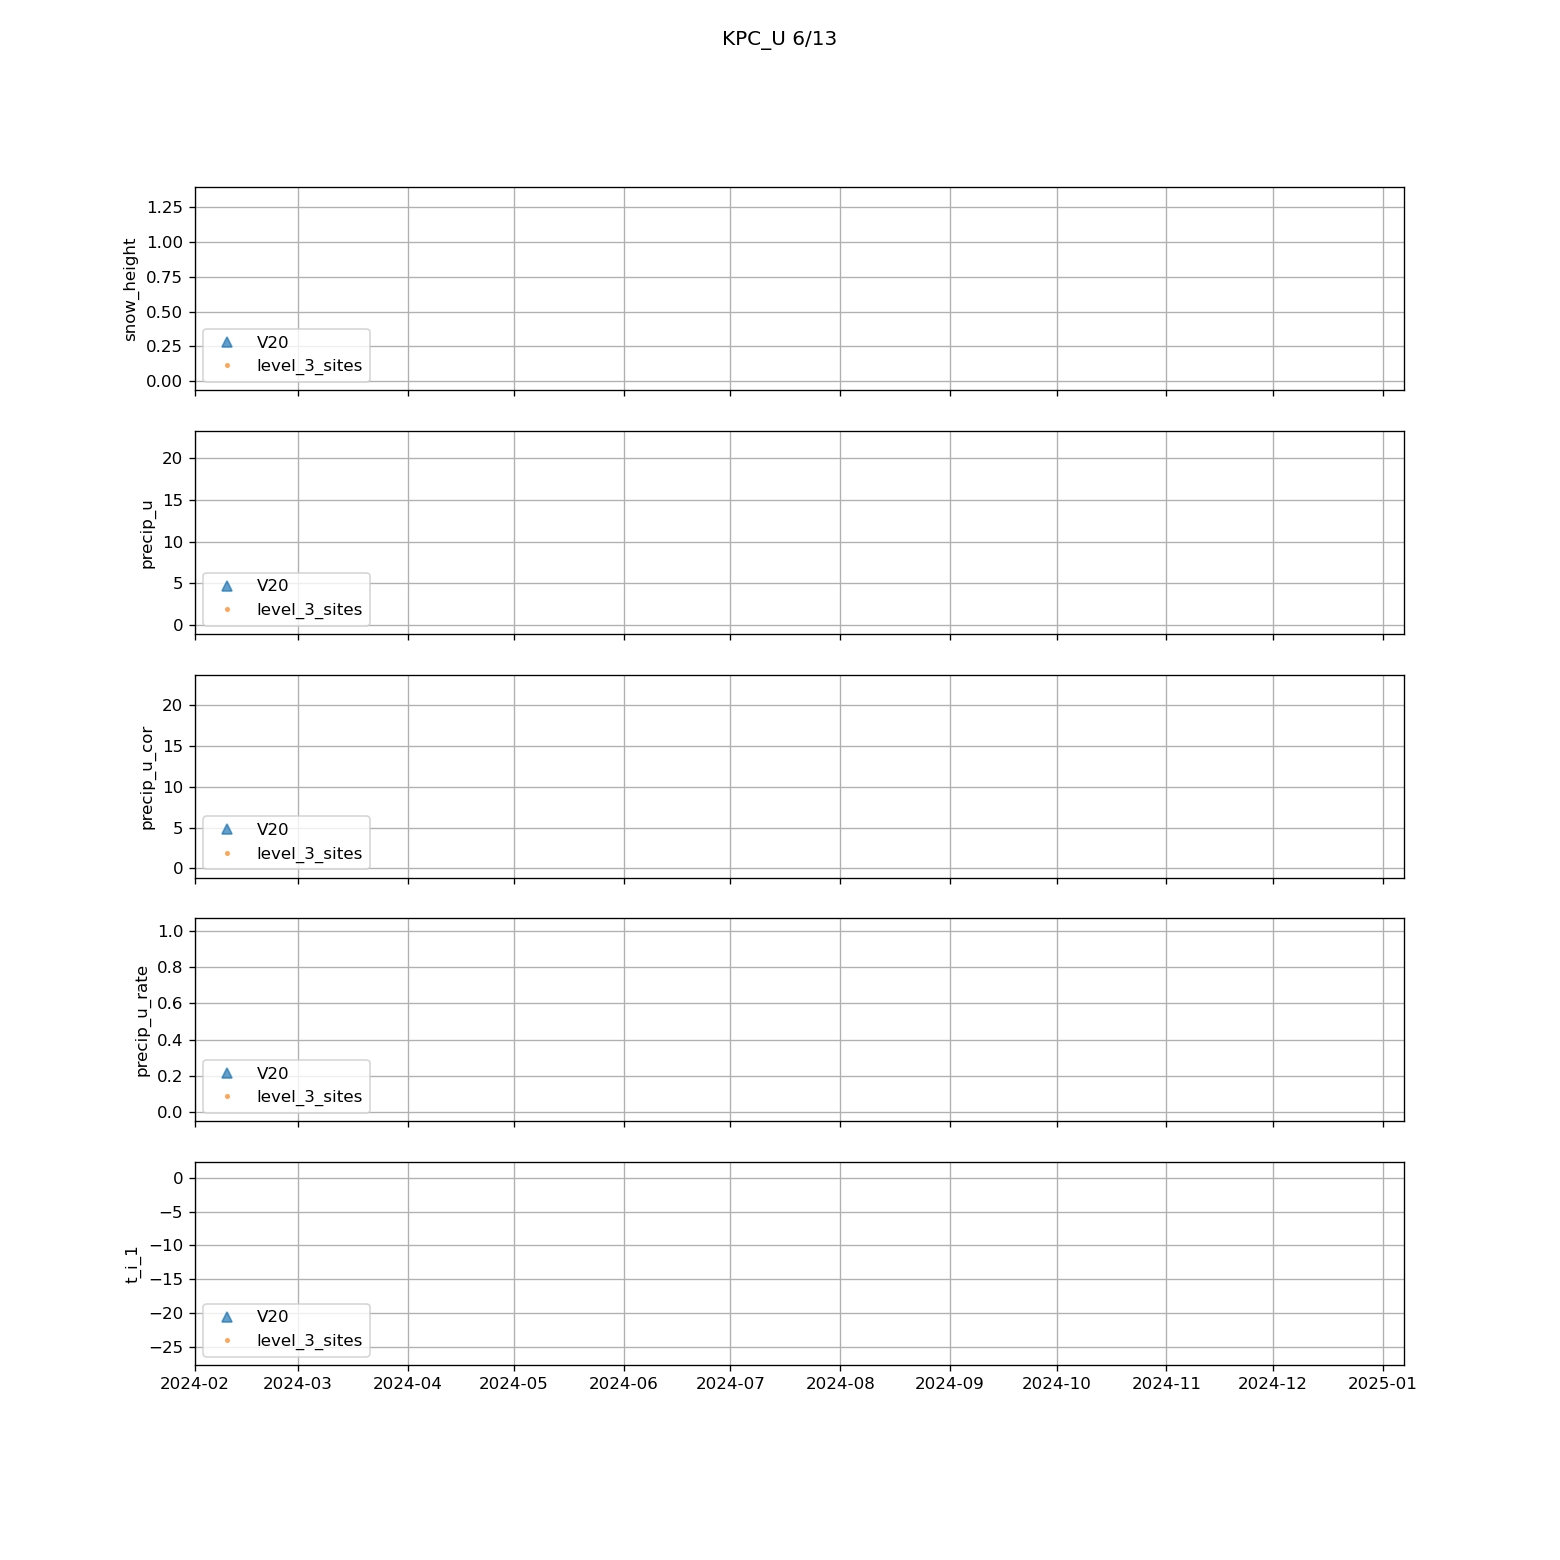 KPC_U 6/13
snow_height
1.25
1.00
0.75
0.50
0.25
0.00
V20
level_3_sites
precip_u
20
15
10
5
0
V20
level_3_sites
precip_u_cor
20
15
10
5
0
V20
level_3_sites
precip_u_rate
1.0
0.8
0.6
0.4
0.2
0.0
V20
level_3_sites
t_i_1
0
−5
−10
−15
−20
−25
V20
level_3_sites
2024-02 2024-03 2024-04 2024-05 2024-06 2024-07 2024-08 2024-09 2024-10 2024-11 2024-12 2025-01